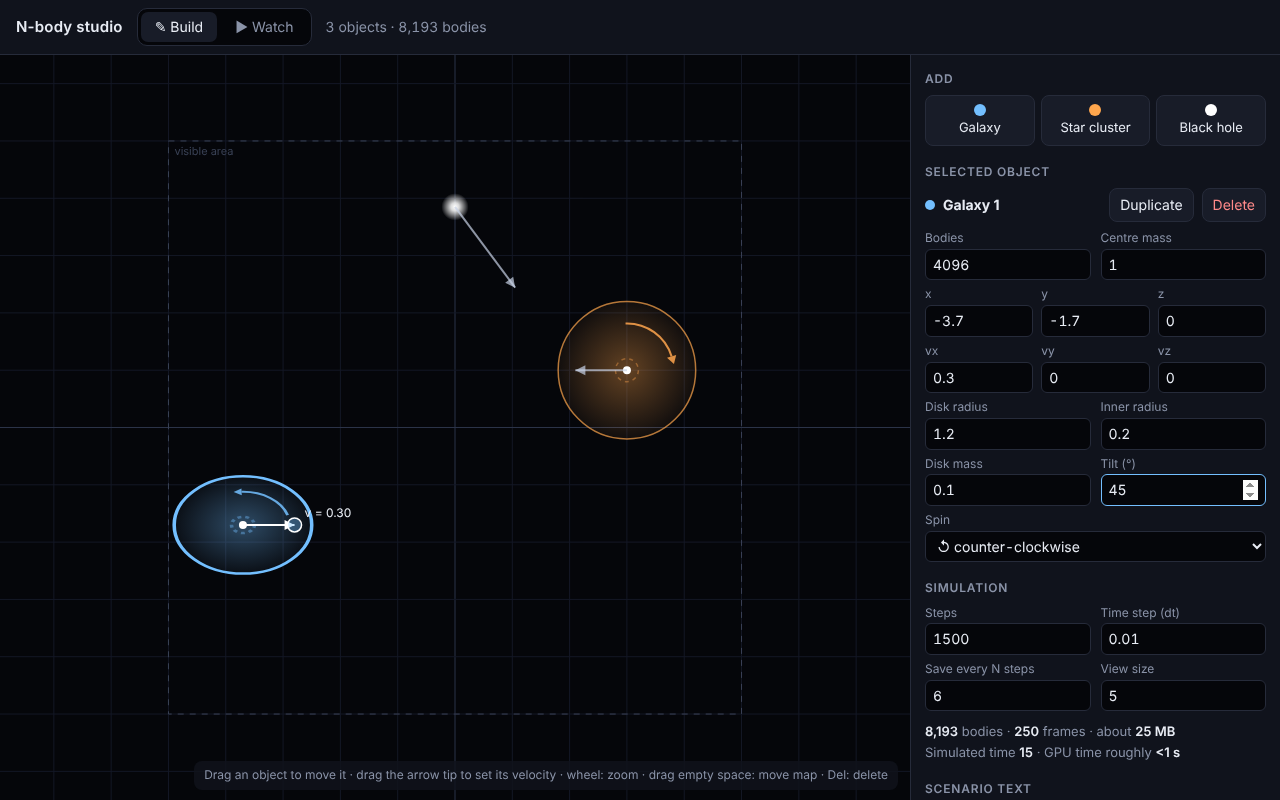 N-body studio
✎ Build
▶ Watch
3 objects · 8,193 bodies
visible area
v = 0.30
Drag an object to move it · drag the arrow tip to set its velocity · wheel: zoom · drag empty space: move map · Del: delete
ADD
Galaxy
Star cluster
Black hole
SELECTED OBJECT
Galaxy 1
Duplicate
Delete
Bodies
Centre mass
4096
1
x
y
z
-3.7
-1.7
0
vx
vy
vz
0.3
0
0
Disk radius
Inner radius
1.2
0.2
Disk mass
Tilt (°)
0.1
45
Spin
↺ counter-clockwise
SIMULATION
Steps
Time step (dt)
1500
0.01
Save every N steps
View size
6
5
8,193 bodies · 250 frames · about 25 MB
Simulated time 15 · GPU time roughly <1 s
SCENARIO TEXT